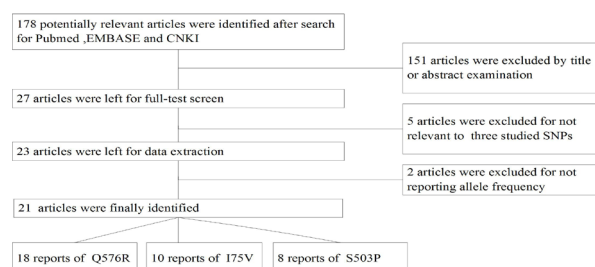 178 potentially relevant articles were identified after search
for Pubmed ,EMBASE and CNKI
151 articles were excluded by title
or abstract examination
27 articles were left for full-test screen
5 articles were excluded for not
relevant to three studied SNPs
23 articles were left for data extraction
2 articles were excluded for not
reporting allele frequency
21 articles were finally identified
18 reports of Q576R
10 reports of I75V
8 reports of S503P